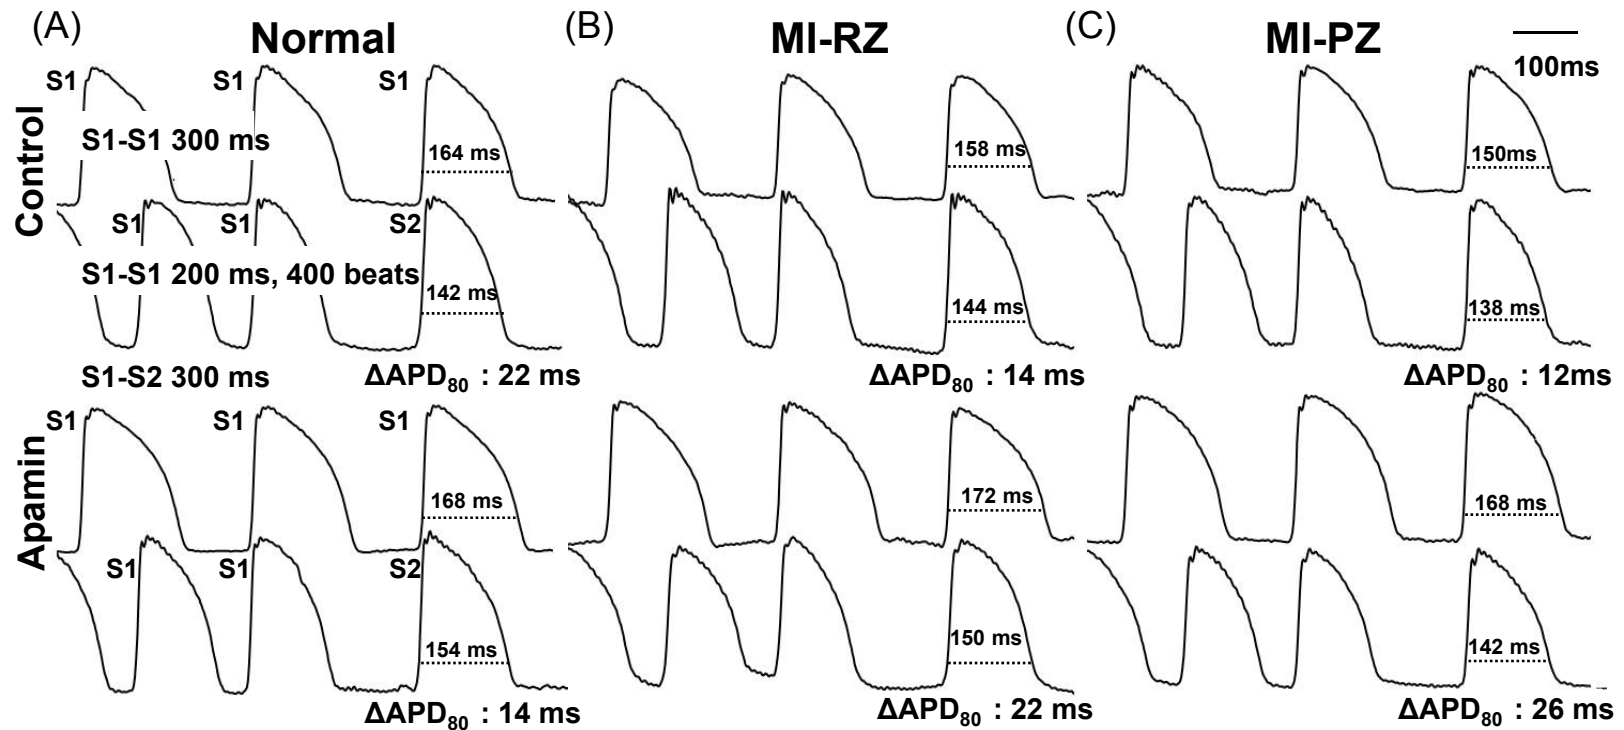 (A)
Normal
(B)
MI-RZ
(C)
MI-PZ
100ms
Control
S1
S1
S1
S1-S1 300 ms
164 ms
158 ms
150ms
S1
S1
S2
S1-S1 200 ms, 400 beats
142 ms
144 ms
138 ms
S1-S2 300 ms
ΔAPD80 : 22 ms
ΔAPD80 : 14 ms
ΔAPD80 : 12ms
Apamin
S1
S1
S1
168 ms
172 ms
168 ms
S1
S1
S2
154 ms
150 ms
142 ms
ΔAPD80 : 14 ms
ΔAPD80 : 22 ms
ΔAPD80 : 26 ms